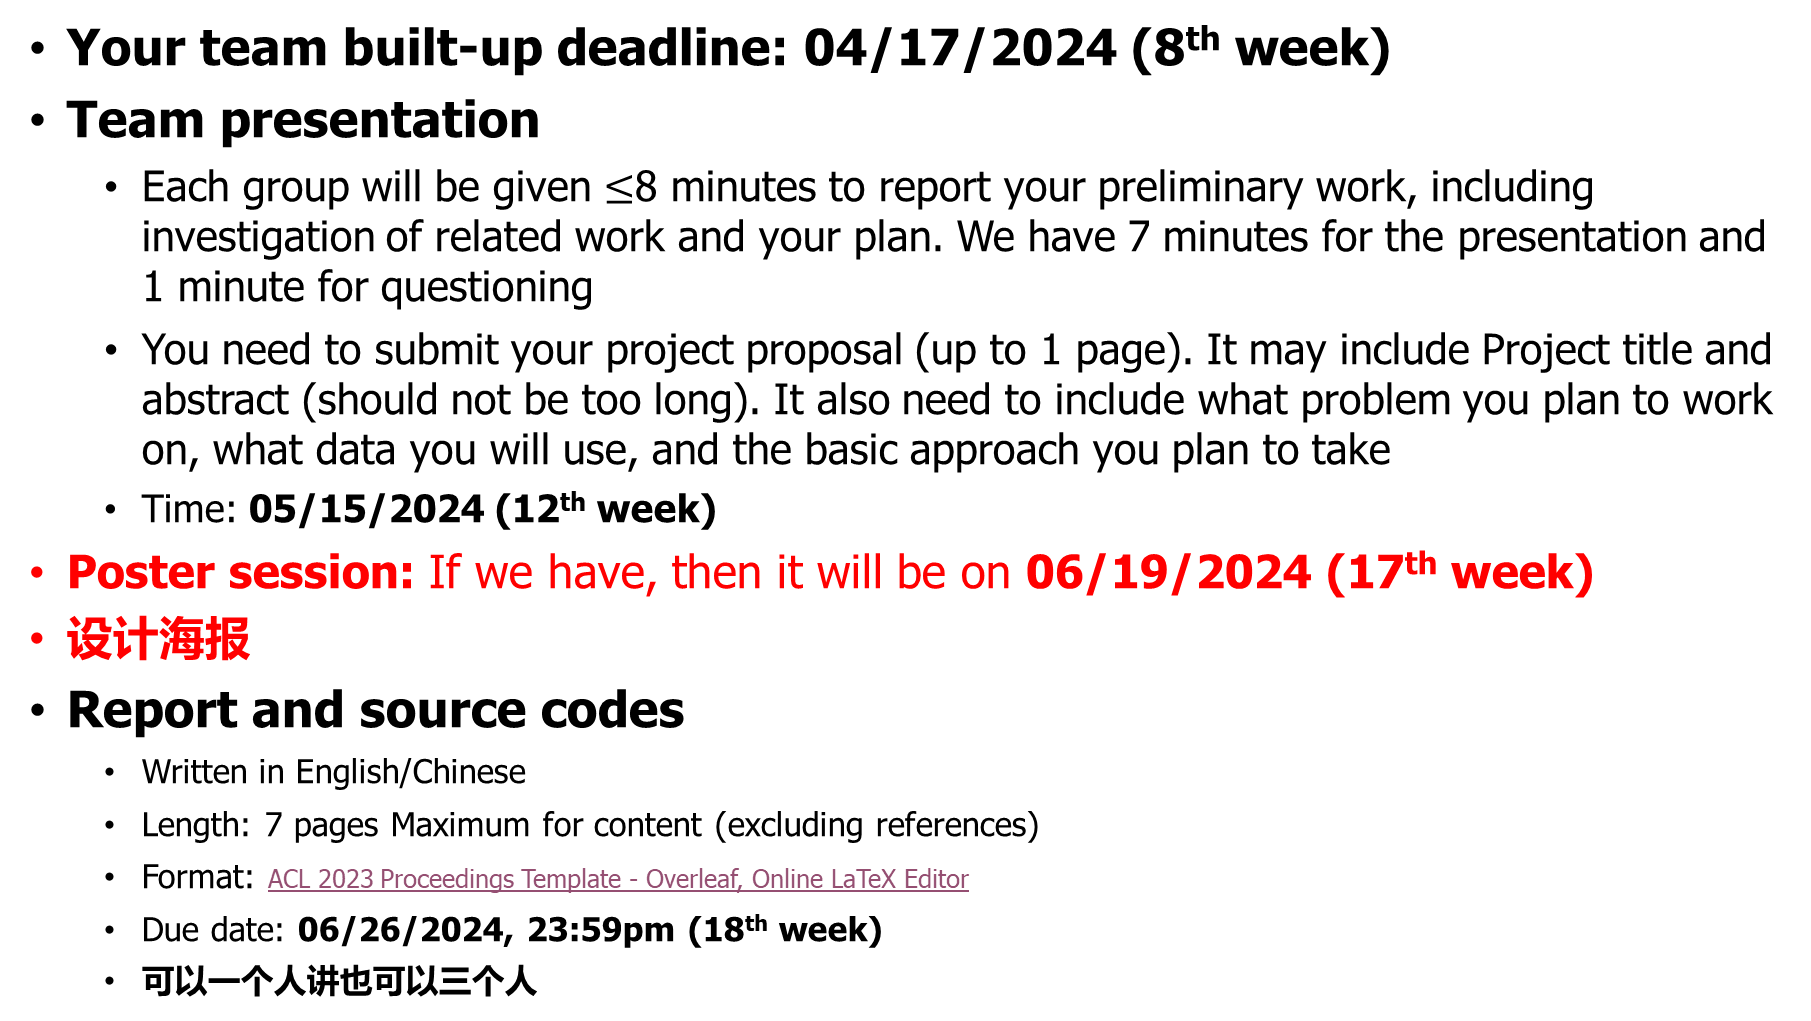 • Your team built-up deadline: 04/17/2024 (8th week)
• Team presentation
• Each group will be given ≤8 minutes to report your preliminary work, including
investigation of related work and your plan. We have 7 minutes for the presentation and
1 minute for questioning
• You need to submit your project proposal (up to 1 page). It may include Project title and
abstract (should not be too long). It also need to include what problem you plan to work
on, what data you will use, and the basic approach you plan to take
• Time: 05/15/2024 (12th week)
• Poster session: If we have, then it will be on 06/19/2024 (17th week)
• 设计海报
• Report and source codes
• Written in English/Chinese
• Length: 7 pages Maximum for content (excluding references)
• Format: ACL 2023 Proceedings Template - Overleaf, Online LaTeX Editor
• Due date: 06/26/2024, 23:59pm (18th week)
• 可以一个人讲也可以三个人